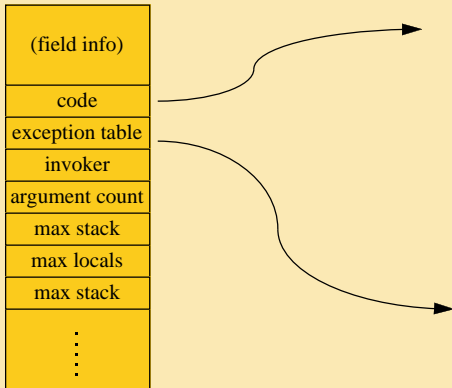 (field info)
code
exception table
invoker
argument count
max stack
max locals
max stack